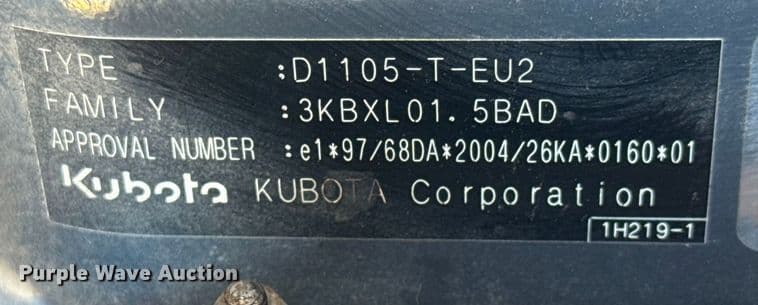 TYPE :D1105-T-EU2
FAMILY :3KBXL01.5BAD
APPROVAL NUMBER :e1*97/68DA*2004/26KA*0160*01
Kubota KUBOTA Corporation
1H219-1
Purple Wave Auction